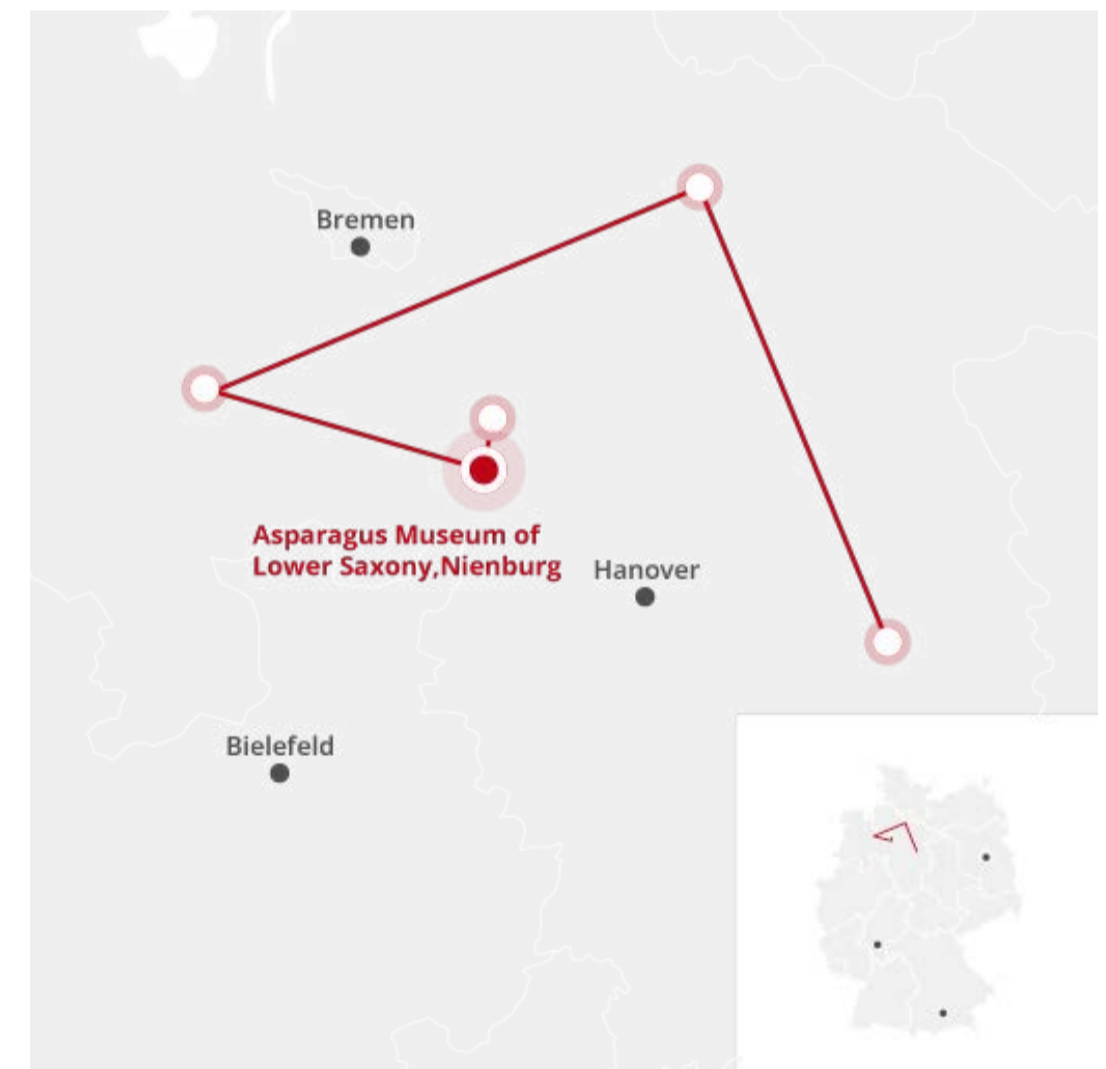 Bremen
Asparagus Museum of
Lower Saxony,Nienburg
Hanover
Bielefeld